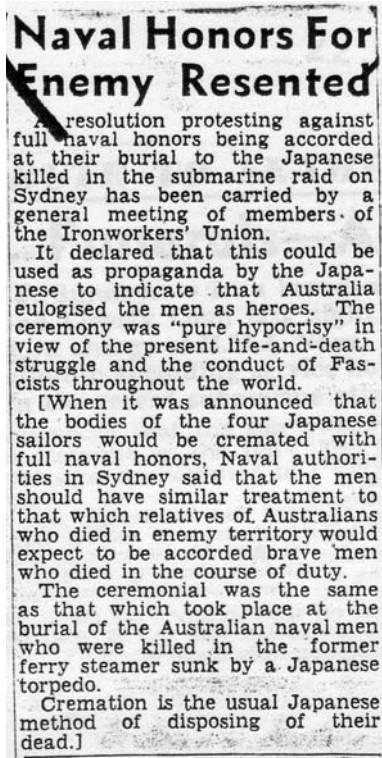 Naval Honors For
Enemy Resented
A resolution protesting against
full naval honors being accorded
at their burial to the Japanese
killed in the submarine raid on
Sydney has been carried by a
general meeting of members of
the Ironworkers' Union.
It declared that this could be
used as propaganda by the Japa-
nese to indicate that Australia
eulogised the men as heroes. The
ceremony was "pure hypocrisy" in
view of the present life-and-death
struggle and the conduct of Fas-
cists throughout the world.
[When it was announced that
the bodies of the four Japanese
sailors would be cremated with
full naval honors, Naval authori-
ties in Sydney said that the men
should have similar treatment to
that which relatives of Australians
who died in enemy territory would
expect to be accorded brave men
who died in the course of duty.
The ceremonial was the same
as that which took place at the
burial of the Australian naval men
who were killed in the former
ferry steamer sunk by a Japanese
torpedo.
Cremation is the usual Japanese
method of disposing of their
dead.]